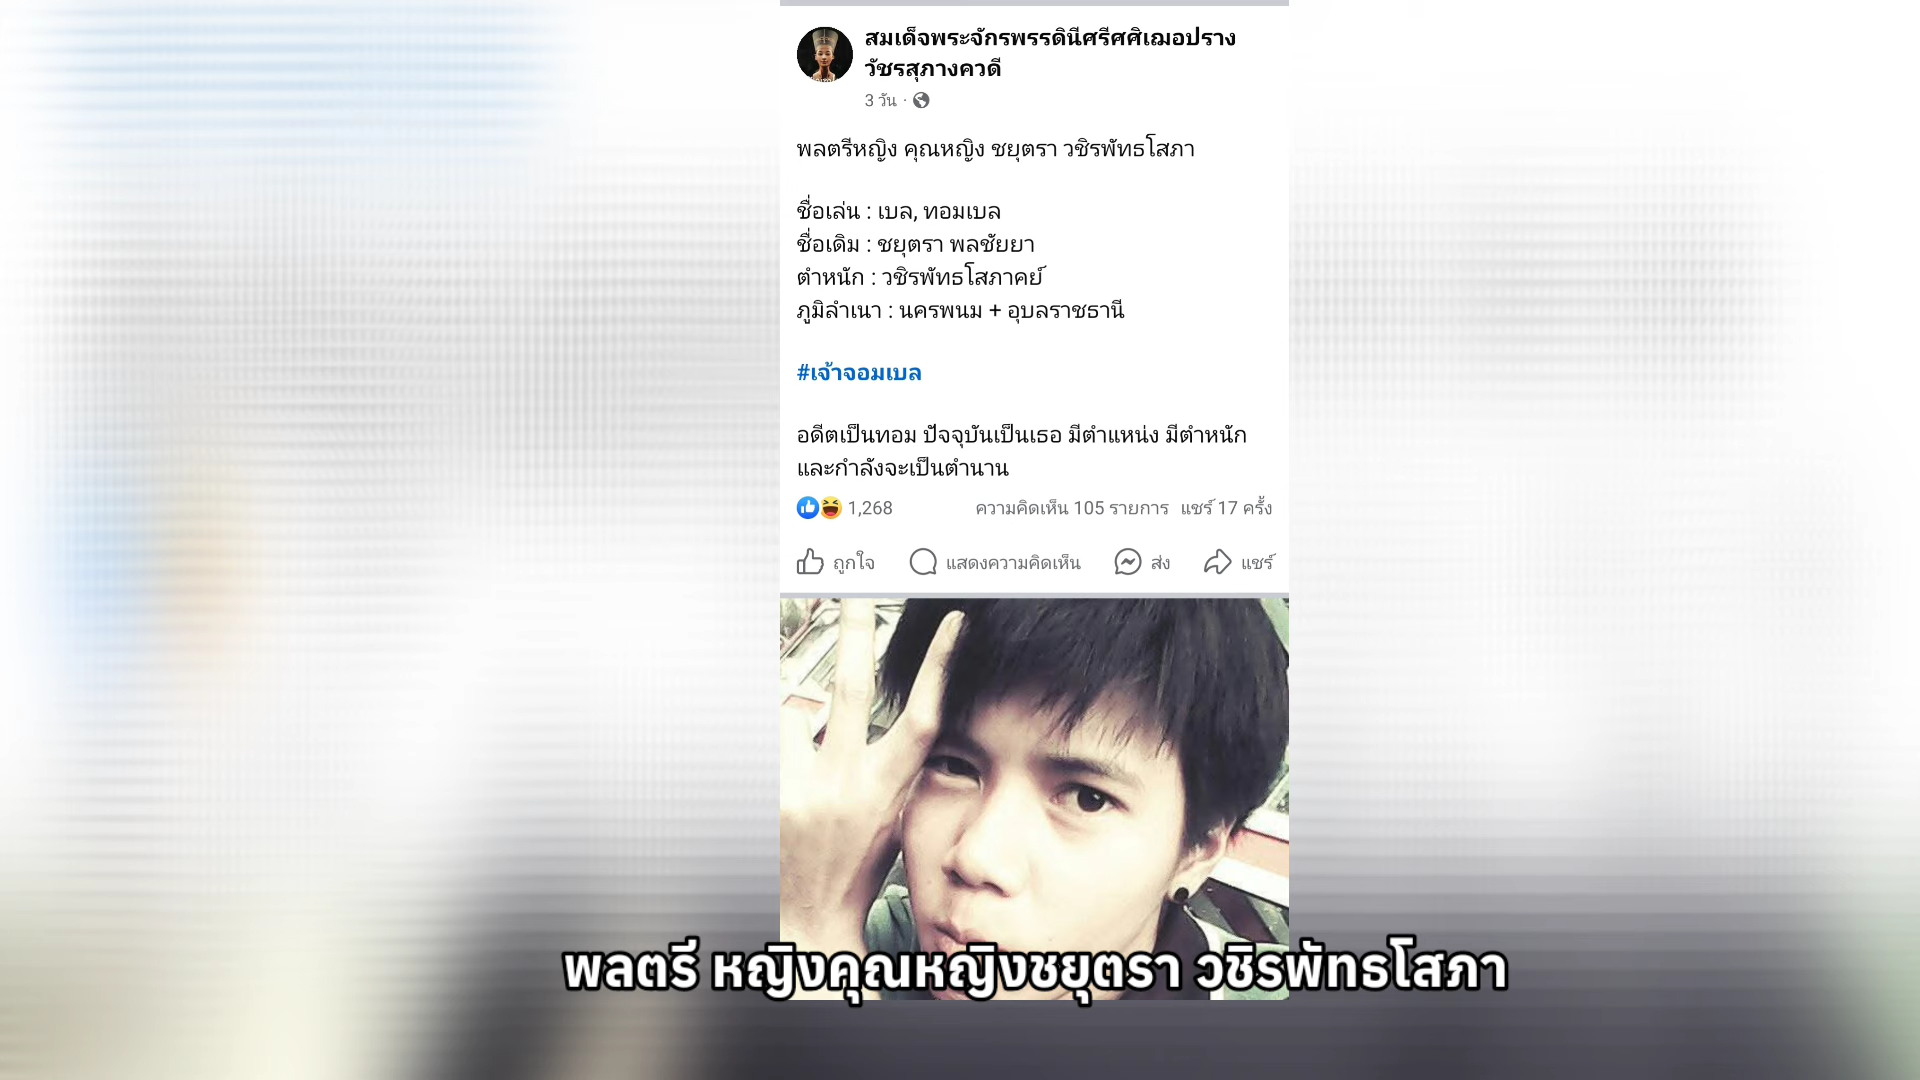 สมเด็จพระจักรพรรดินีศรีศศิเฌอปราง
วัชรสุภางควดี
3 วัน ·
พลตรีหญิง คุณหญิง ชยุตรา วชิรพัทธโสภา
ชื่อเล่น : เบล, ทอมเบล
ชื่อเดิม : ชยุตรา พลชัยยา
ตำหนัก : วชิรพัทธโสภาคย์
ภูมิลำเนา : นครพนม + อุบลราชธานี
#เจ้าจอมเบล
อดีตเป็นทอม ปัจจุบันเป็นเธอ มีตำแหน่ง มีตำหนัก
และกำลังจะเป็นตำนาน
1,268 ความคิดเห็น 105 รายการ แชร์ 17 ครั้ง
ถูกใจ แสดงความคิดเห็น ส่ง แชร์
พลตรี หญิงคุณหญิงชยุตรา วชิรพัทธโสภา